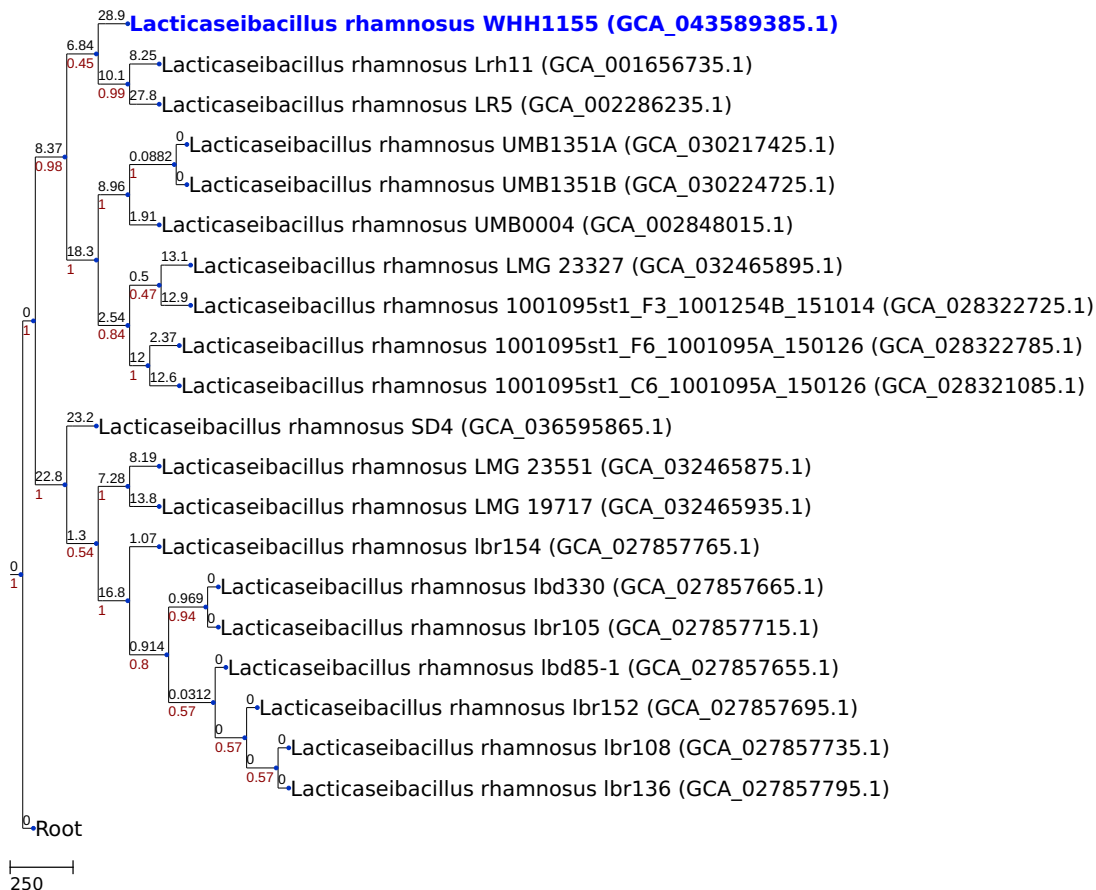 28.9
Lacticaseibacillus rhamnosus WHH1155 (GCA_043589385.1)
6.84
0.45
8.25
Lacticaseibacillus rhamnosus Lrh11 (GCA_001656735.1)
10.1
0.99
27.8
Lacticaseibacillus rhamnosus LR5 (GCA_002286235.1)
8.37
0.98
0
Lacticaseibacillus rhamnosus UMB1351A (GCA_030217425.1)
0.0882
1
0
Lacticaseibacillus rhamnosus UMB1351B (GCA_030224725.1)
8.96
1
1.91
Lacticaseibacillus rhamnosus UMB0004 (GCA_002848015.1)
18.3
1
13.1
Lacticaseibacillus rhamnosus LMG 23327 (GCA_032465895.1)
0.5
0.47
12.9
Lacticaseibacillus rhamnosus 1001095st1_F3_1001254B_151014 (GCA_028322725.1)
0
1
2.54
0.84
2.37
Lacticaseibacillus rhamnosus 1001095st1_F6_1001095A_150126 (GCA_028322785.1)
12
1
12.6
Lacticaseibacillus rhamnosus 1001095st1_C6_1001095A_150126 (GCA_028321085.1)
23.2
Lacticaseibacillus rhamnosus SD4 (GCA_036595865.1)
22.8
1
8.19
Lacticaseibacillus rhamnosus LMG 23551 (GCA_032465875.1)
7.28
1
13.8
Lacticaseibacillus rhamnosus LMG 19717 (GCA_032465935.1)
1.3
0.54
1.07
Lacticaseibacillus rhamnosus lbr154 (GCA_027857765.1)
0
1
16.8
1
0
Lacticaseibacillus rhamnosus lbd330 (GCA_027857665.1)
0.969
0.94
0
Lacticaseibacillus rhamnosus lbr105 (GCA_027857715.1)
0.914
0.8
0
Lacticaseibacillus rhamnosus lbd85-1 (GCA_027857655.1)
0.0312
0.57
0
Lacticaseibacillus rhamnosus lbr152 (GCA_027857695.1)
0
0.57
0
Lacticaseibacillus rhamnosus lbr108 (GCA_027857735.1)
0
0.57
0
Lacticaseibacillus rhamnosus lbr136 (GCA_027857795.1)
0
Root
250